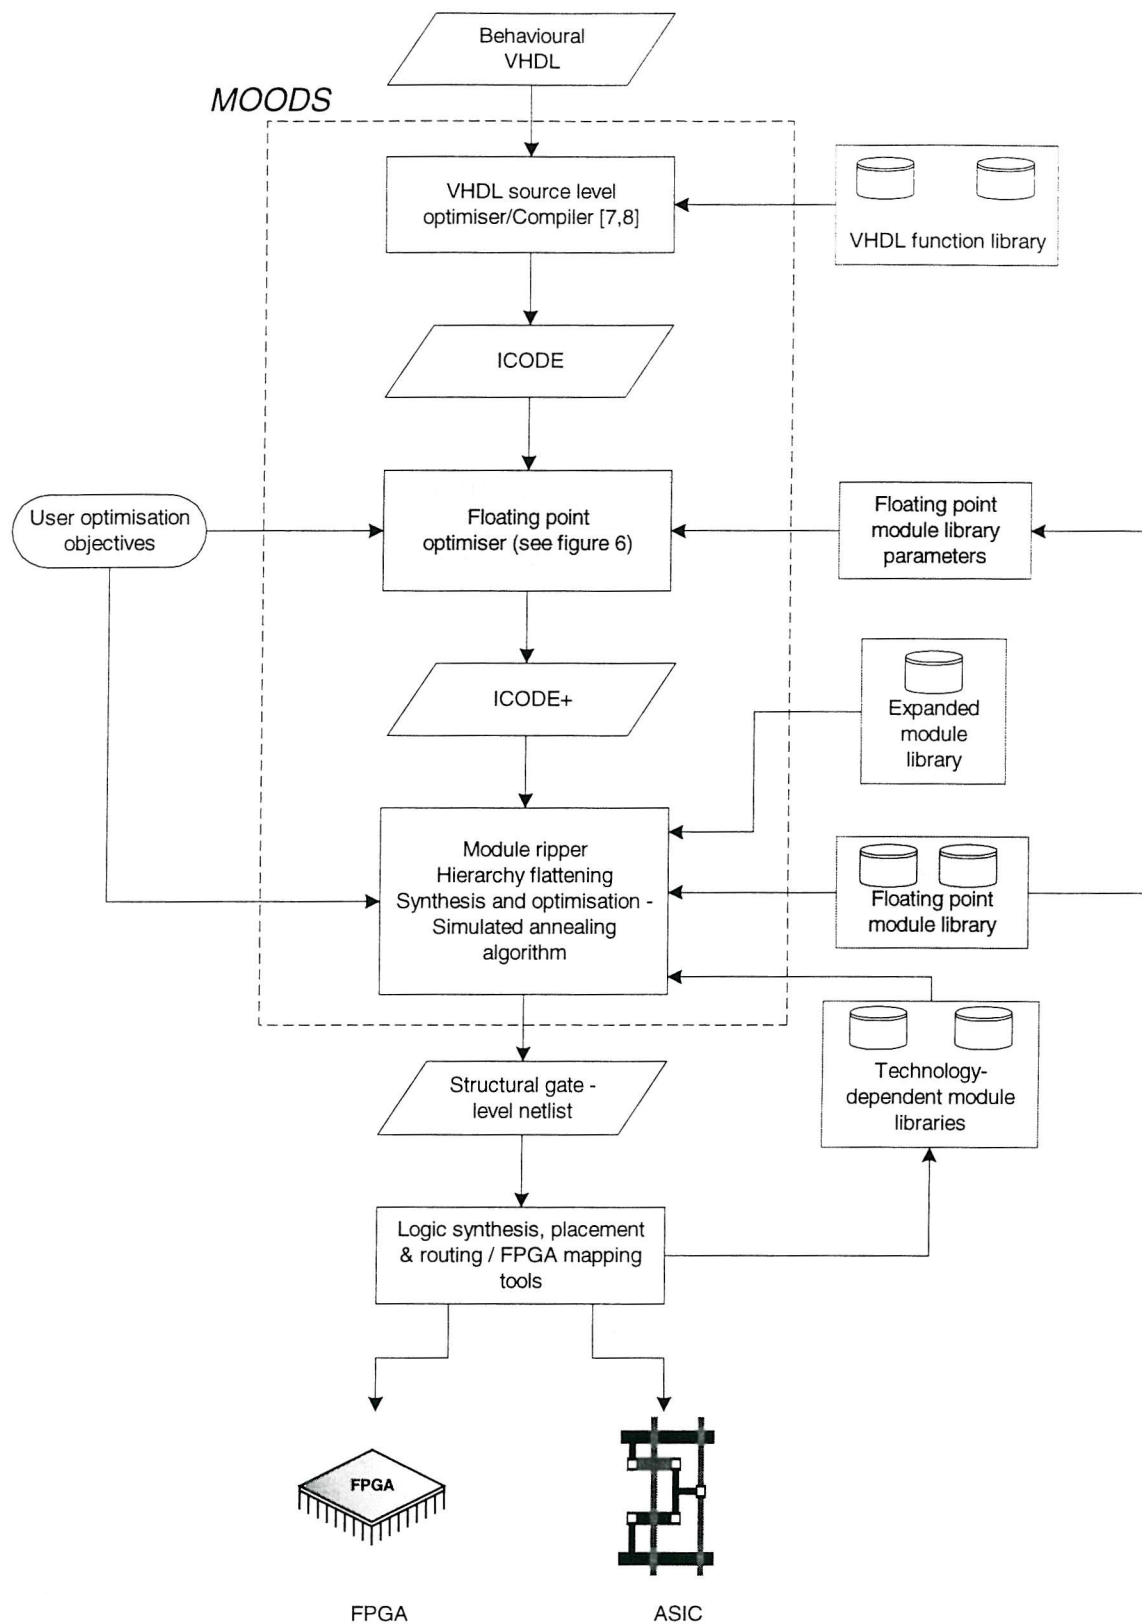 Behavioural
VHDL
MOODS
VHDL source level
optimiser/Compiler [7,8]
VHDL function library
ICODE
User optimisation
objectives
Floating point
optimiser (see figure 6)
Floating point
module library
parameters
ICODE+
Expanded
module
library
Module ripper
Hierarchy flattening
Synthesis and optimisation -
Simulated annealing
algorithm
Floating point
module library
Structural gate -
level netlist
Technology-
dependent module
libraries
Logic synthesis, placement
& routing / FPGA mapping
tools
FPGA
FPGA
ASIC